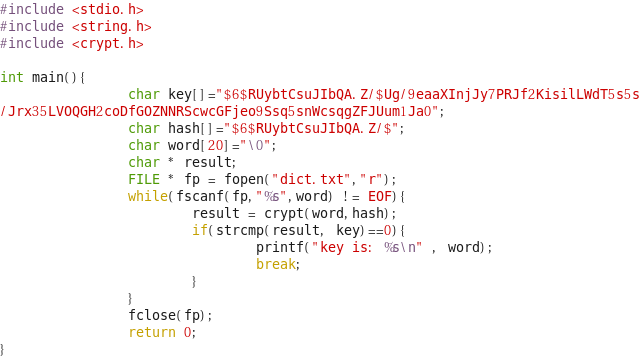 #include <stdio.h>
#include <string.h>
#include <crypt.h>
int main(){
char key[]="$6$RUybtCsuJIbQA.Z/$Ug/9eaaXInjJy7PRJf2KisilLWdT5s5s
/Jrx35LVOQGH2coDfGOZNNRScwcGFjeo9Ssq5snWcsqgZFJUum1Ja0";
char hash[]="$6$RUybtCsuJIbQA.Z/$";
char word[20]="\0";
char * result;
FILE * fp = fopen("dict.txt","r");
while(fscanf(fp,"%s",word) != EOF){
result = crypt(word,hash);
if(strcmp(result, key)==0){
printf("key is: %s\n" , word);
break;
}
}
fclose(fp);
return 0;
}